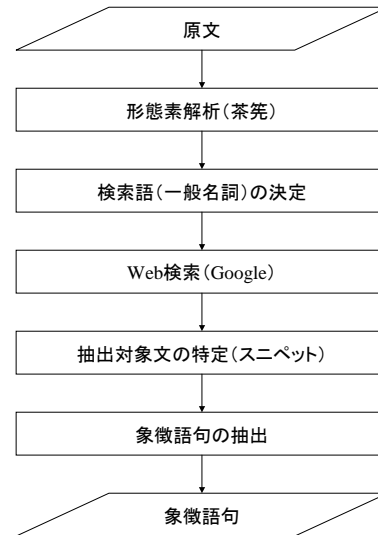 原文
形態素解析(茶筅)
検索語(一般名詞)の決定
Web検索(Google)
抽出対象文の特定(スニペット)
象徴語句の抽出
象徴語句